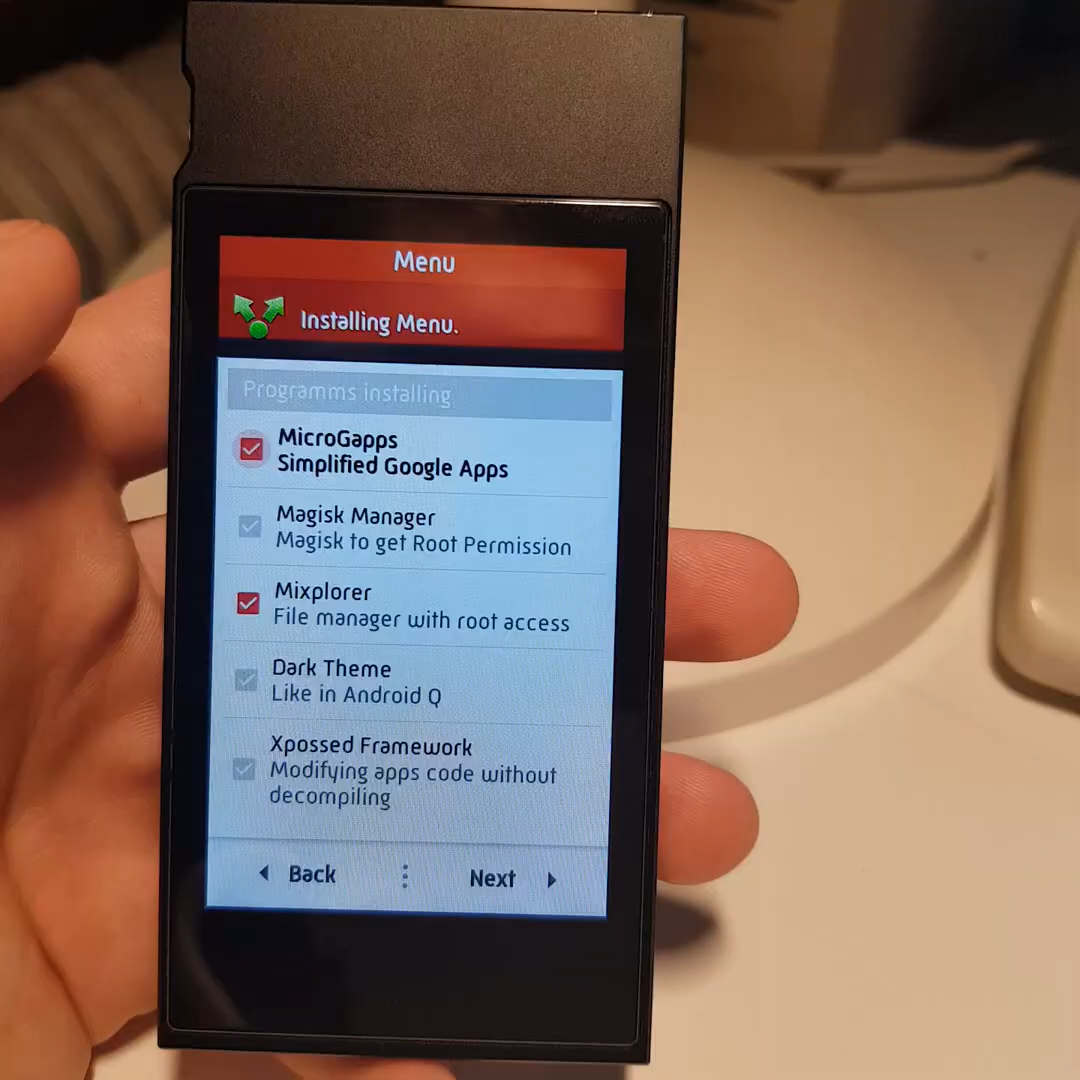 Menu
Installing Menu.
Programms installing
MicroGapps
Simplified Google Apps
Magisk Manager
Magisk to get Root Permission
Mixplorer
File manager with root access
Dark Theme
Like in Android Q
Xpossed Framework
Modifying apps code without
decompiling
Back
Next